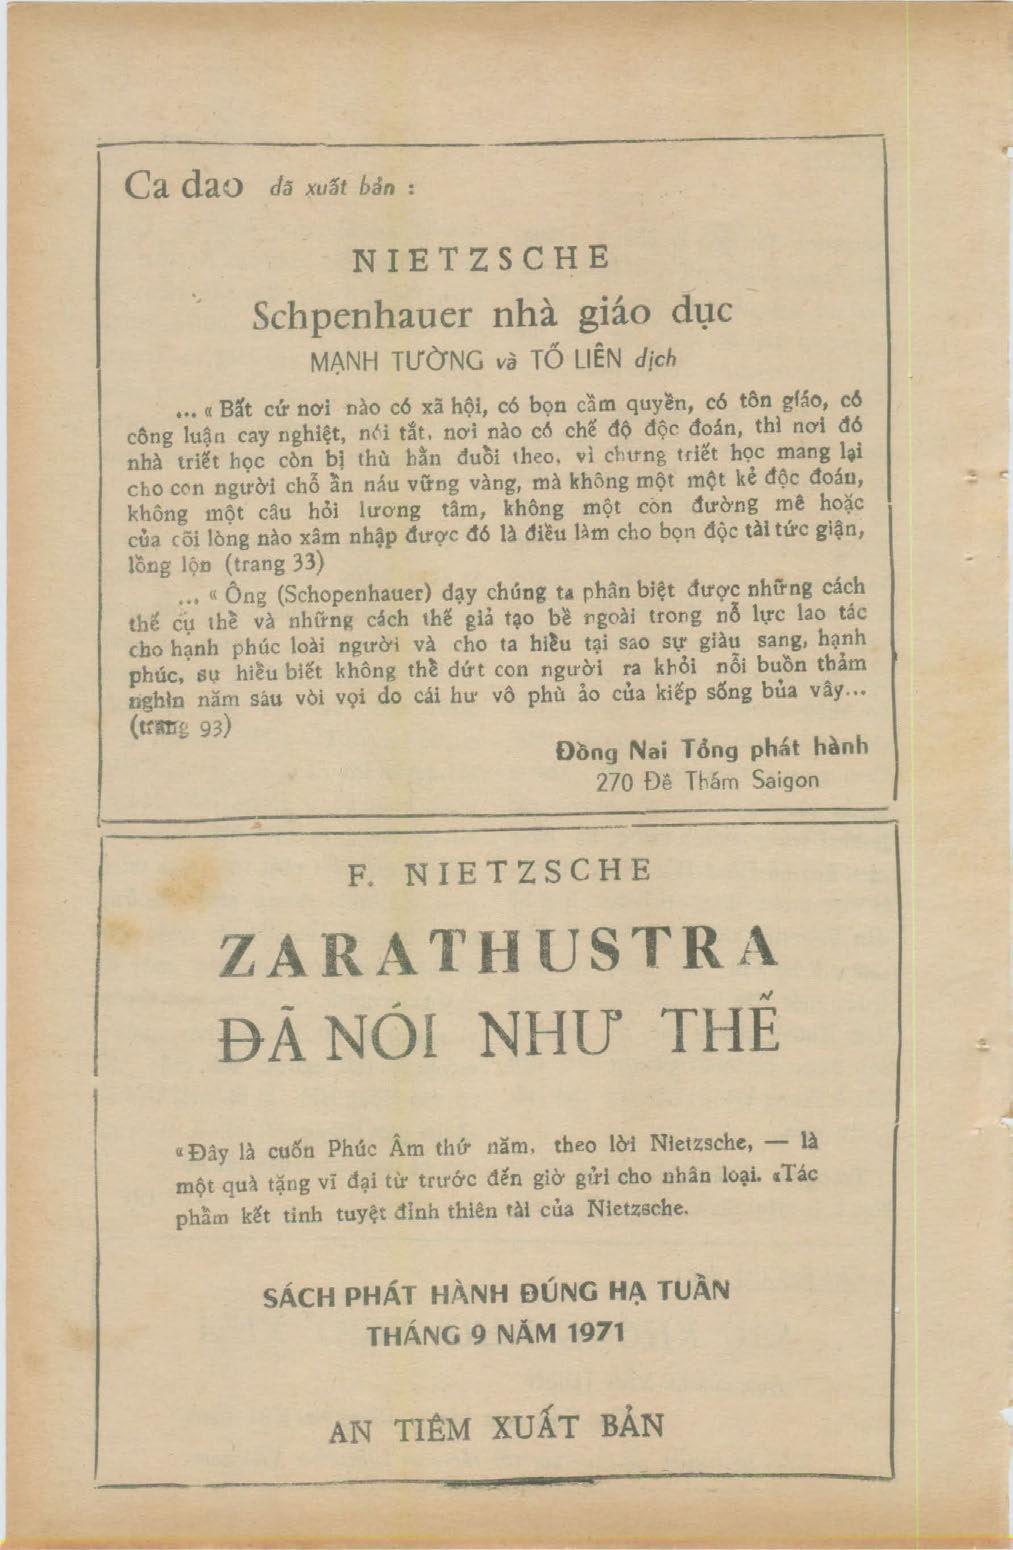 Ca dao đã xuất bản :
NIETZSCHE
Schpenhauer nhà giáo dục
MẠNH TƯỜNG và TỐ LIÊN dịch
... « Bất cứ nơi nào có xã hội, có bọn cầm quyền, có tôn giáo, có
công luận cay nghiệt, nói tắt, nơi nào có chế độ độc đoán, thì nơi đó
nhà triết học còn bị thù hằn đuổi theo, vì chưng triết học mang lại
cho con người chỗ ẩn náu vững vàng, mà không một một kẻ độc đoán,
không một câu hỏi lương tâm, không một con đường mê hoặc
của cõi lòng nào xâm nhập được đó là điều làm cho bọn độc tài tức giận,
lồng lộn (trang 33)
... « Ông (Schopenhauer) dạy chúng ta phân biệt được những cách
thế cụ thể và những cách thế giả tạo bề ngoài trong nỗ lực lao tác
cho hạnh phúc loài người và cho ta hiểu tại sao sự giàu sang, hạnh
phúc, sự hiểu biết không thể dứt con người ra khỏi nỗi buồn thảm
nghìn năm sâu vòi vọi do cái hư vô phù ảo của kiếp sống bủa vây...
(trang 93)
Đồng Nai Tổng phát hành
270 Đê Thám Saigon
F. NIETZSCHE
ZARATHUSTRA
ĐÃ NÓI NHƯ THẾ
«Đây là cuốn Phúc Âm thứ năm, theo lời Nietzsche, — là
một quà tặng vĩ đại từ trước đến giờ gửi cho nhân loại. «Tác
phẩm kết tinh tuyệt đỉnh thiên tài của Nietzsche.
SÁCH PHÁT HÀNH ĐÚNG HẠ TUẦN
THÁNG 9 NĂM 1971
AN TIÊM XUẤT BẢN